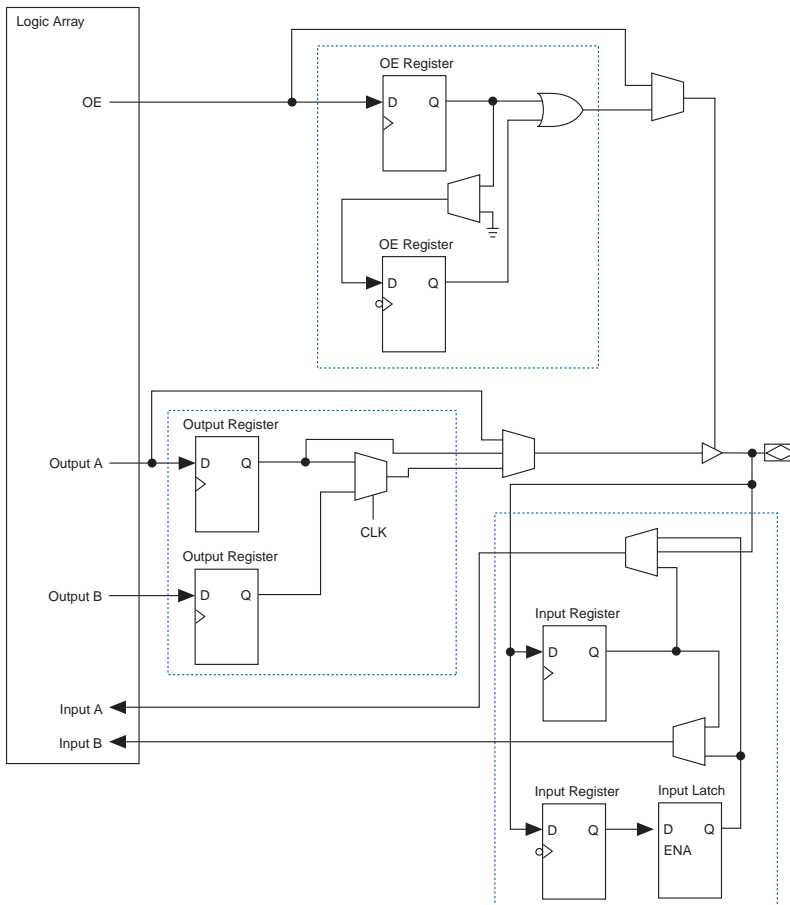 Logic Array
OE Register
OE
D Q
OE Register
D Q
Output Register
Output A
D Q
CLK
Output Register
Output B
D Q
Input Register
D Q
Input A
Input B
Input Register
Input Latch
D Q
D Q
ENA